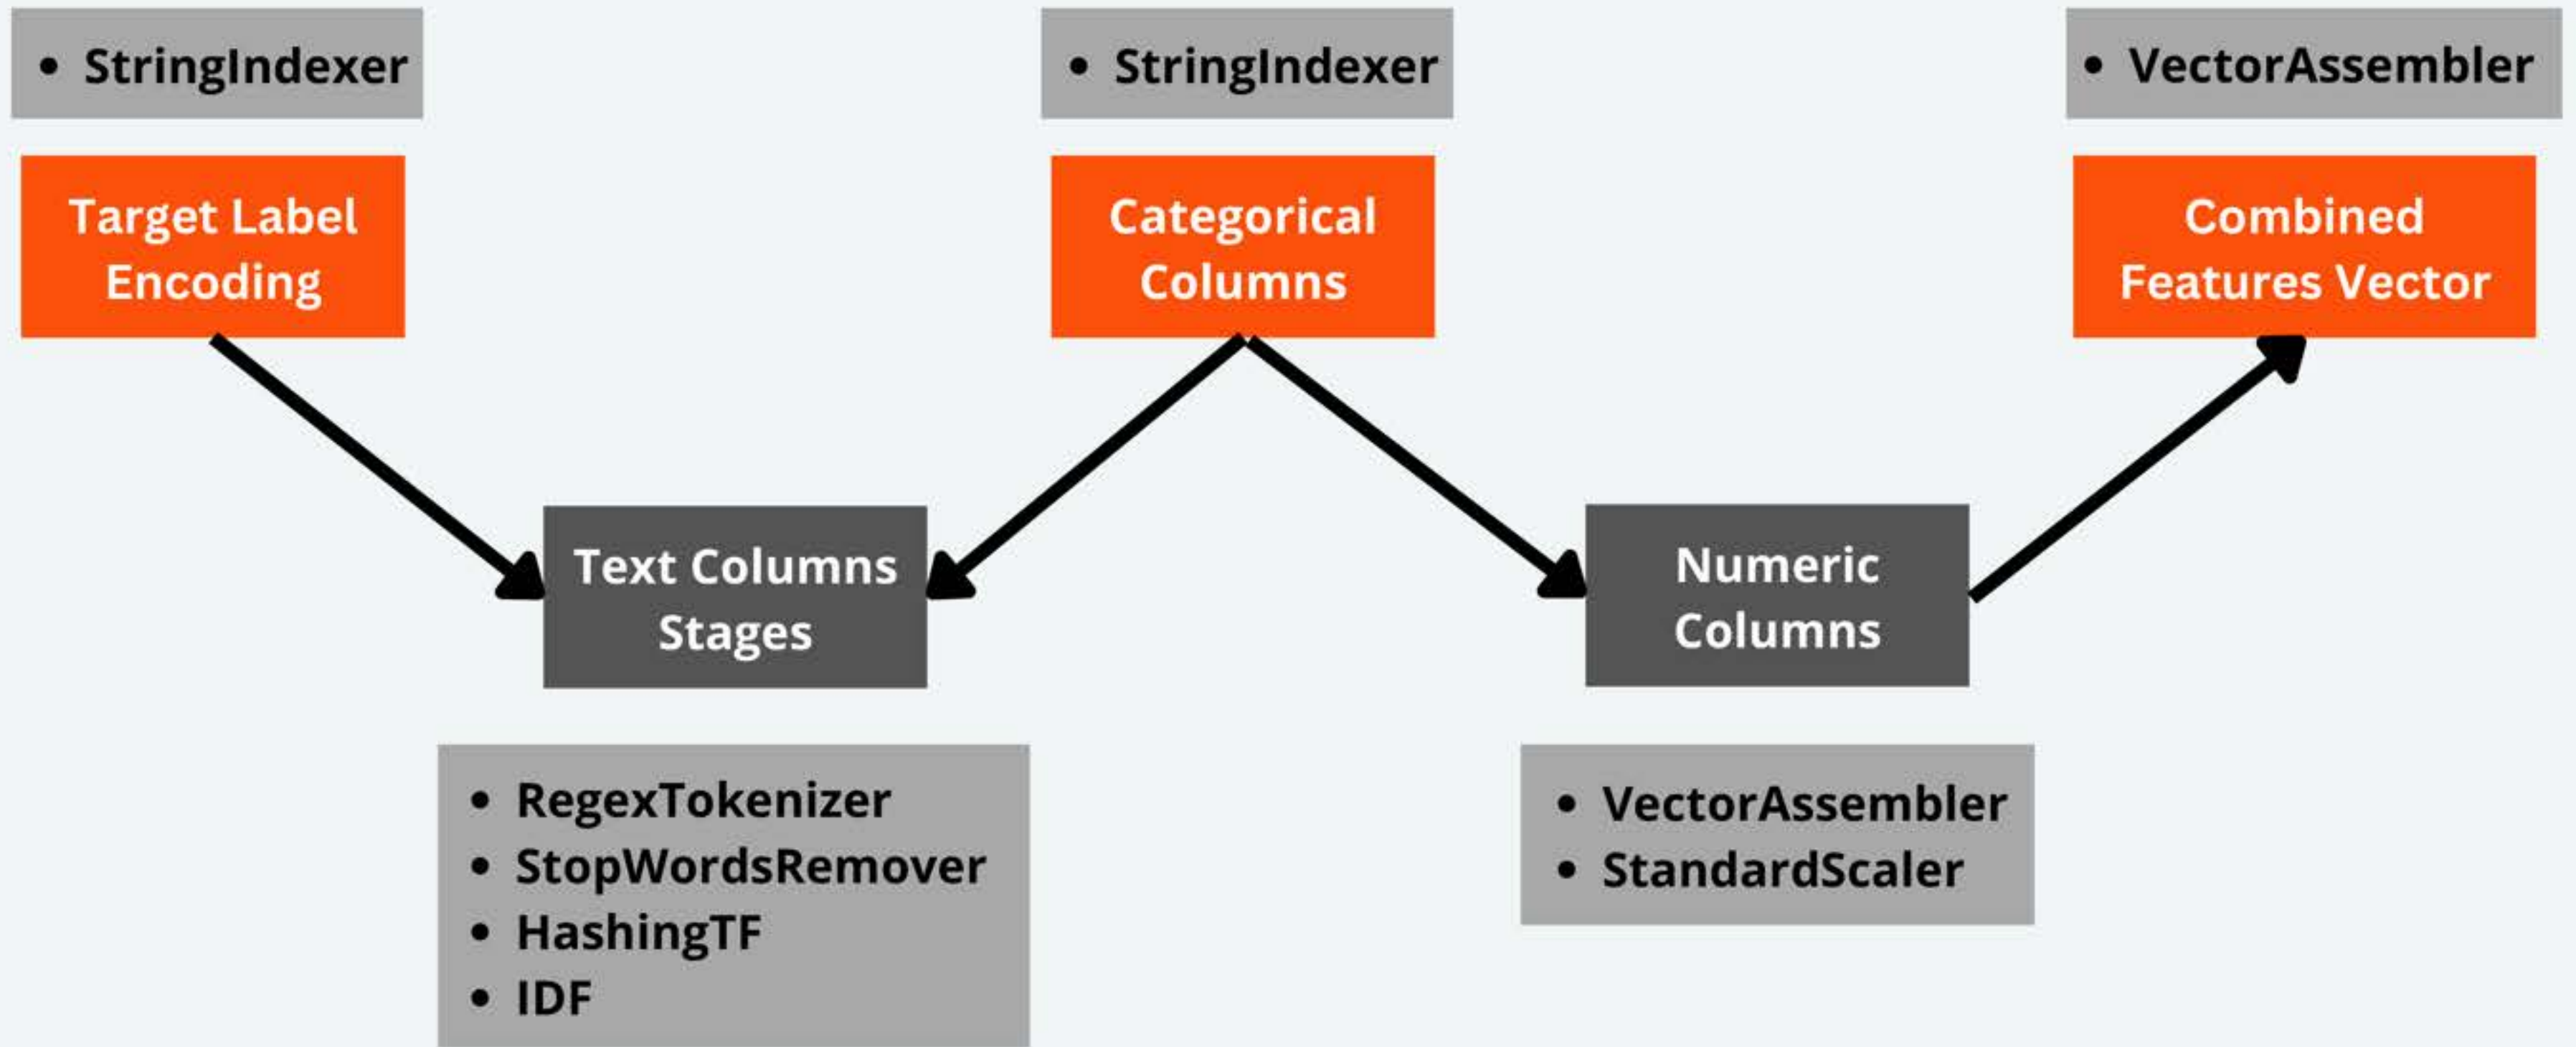 • StringIndexer
Target Label
Encoding
• StringIndexer
Categorical
Columns
• VectorAssembler
Combined
Features Vector
Text Columns
Stages
• RegexTokenizer
• StopWordsRemover
• HashingTF
• IDF
Numeric
Columns
• VectorAssembler
• StandardScaler